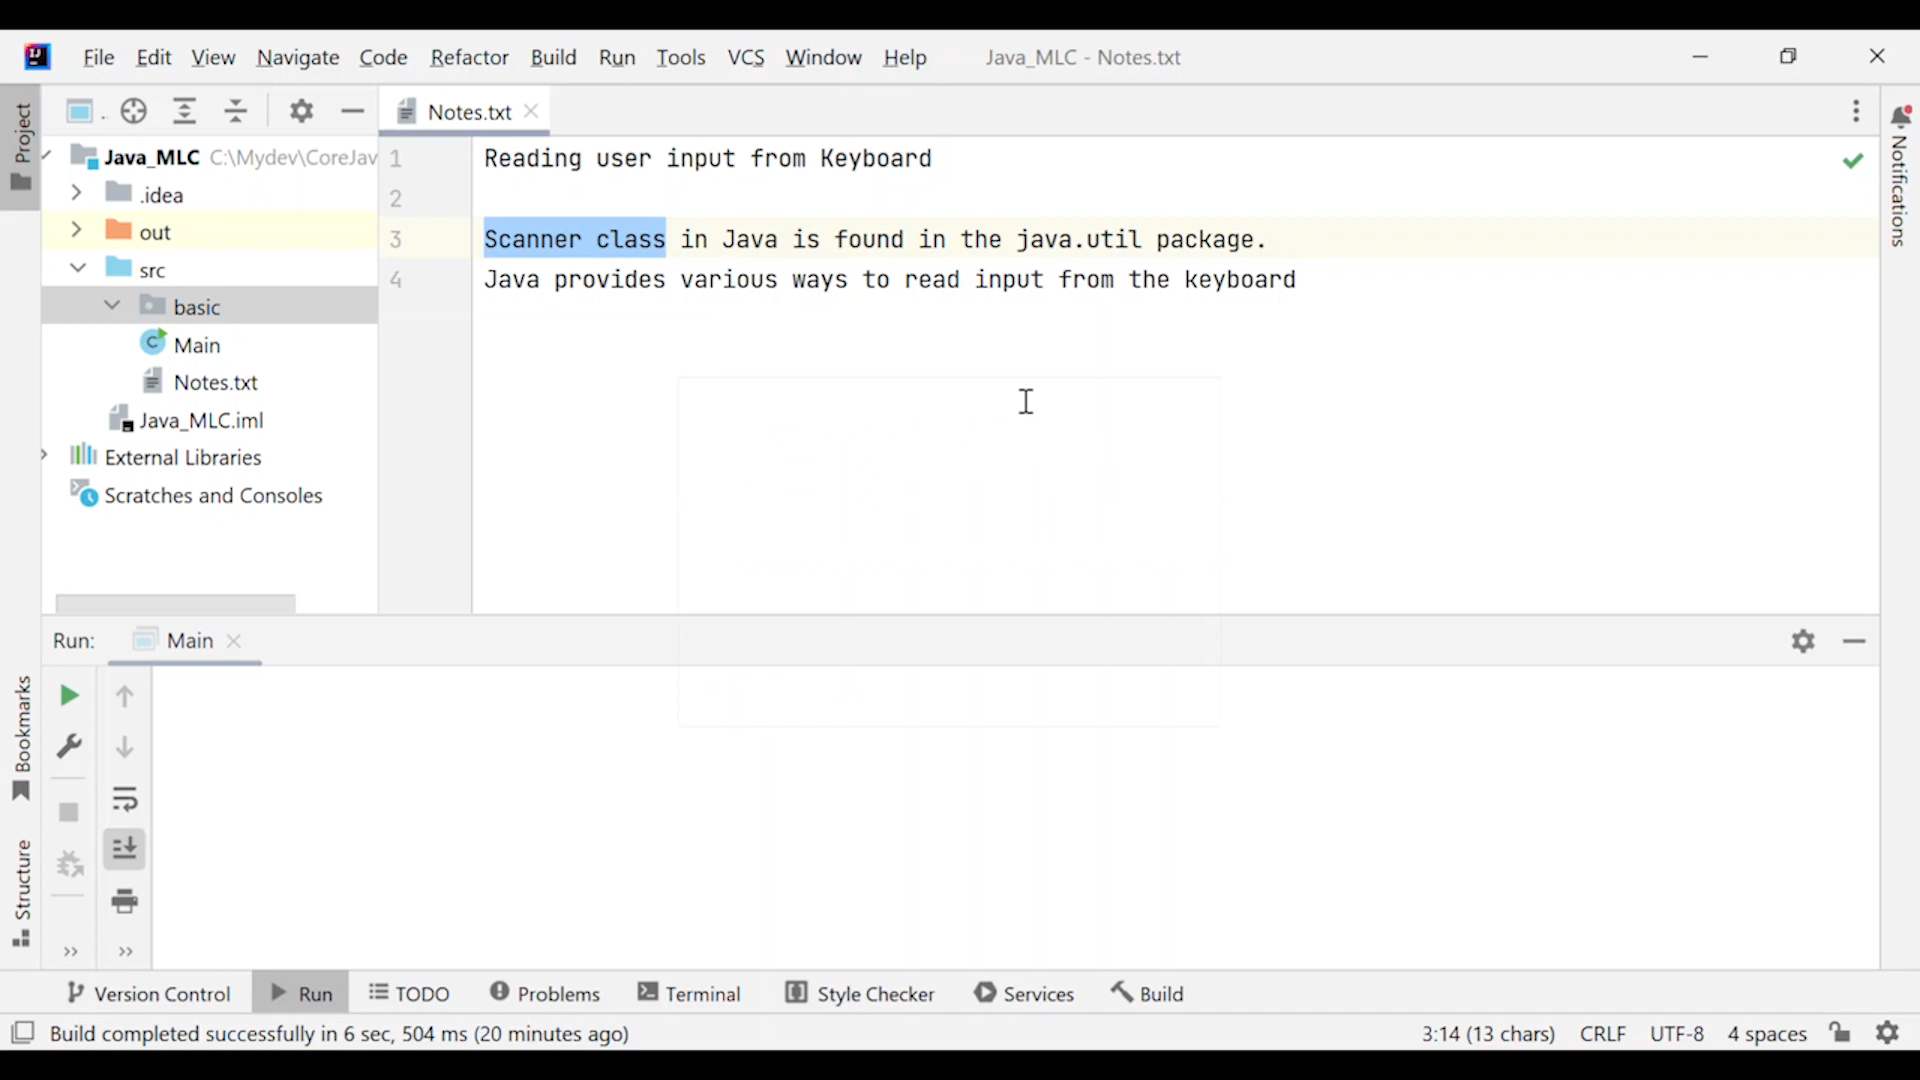 File Edit View Navigate Code Refactor Build Run Tools VCS Window Help Java_MLC - Notes.txt
Project
Notes.txt
Java_MLC C:\Mydev\CoreJav
.idea
out
src
basic
Main
Notes.txt
Java_MLC.iml
External Libraries
Scratches and Consoles
1 Reading user input from Keyboard
2
3 Scanner class in Java is found in the java.util package.
4 Java provides various ways to read input from the keyboard
Notifications
Run: Main
Bookmarks
Structure
Version Control Run TODO Problems Terminal Style Checker Services Build
Build completed successfully in 6 sec, 504 ms (20 minutes ago) 3:14 (13 chars) CRLF UTF-8 4 spaces